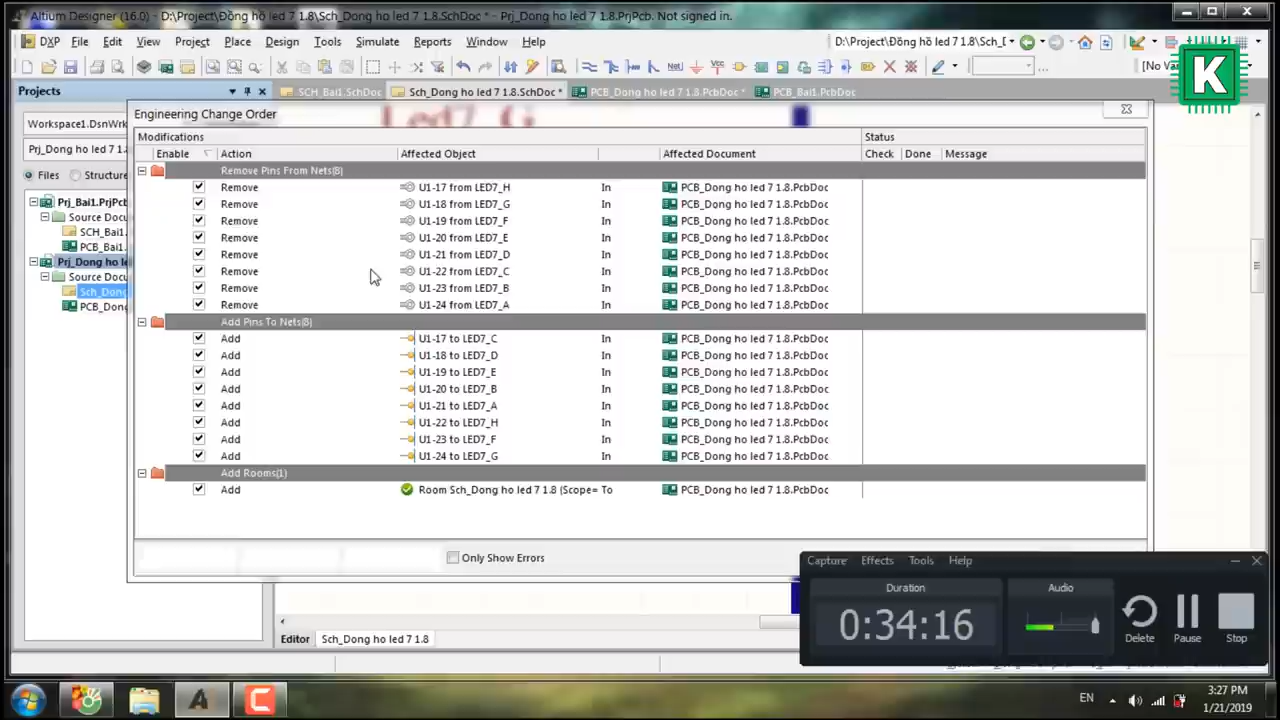 Altium Designer (16.0) - D:\Project\Đồng hồ led 7 1.8\Sch_Dong ho led 7 1.8.SchDoc * - Prj_Dong ho led 7 1.8.PrjPcb. Not signed in.
DXP File Edit View Project Place Design Tools Simulate Reports Window Help D:\Project\Đồng hồ led 7 1.8\Sch_D
Net VCC ... [No Va
K
Projects SCH_Bai1.SchDoc Sch_Dong ho led 7 1.8.SchDoc * PCB_Dong ho led 7 1.8.PcbDoc * PCB_Bai1.PcbDoc
Workspace1.DsnWrk
Prj_Dong ho led 7 1.8
Files Structure
Prj_Bai1.PrjPcb
Source Docu
SCH_Bai1.
PCB_Bai1.
Prj_Dong ho le
Source Docu
Sch_Dong
PCB_Dong
Led7_G
Engineering Change Order
Modifications Status
Enable Action Affected Object Affected Document Check Done Message
Remove Pins From Nets(8)
Remove U1-17 from LED7_H In PCB_Dong ho led 7 1.8.PcbDoc
Remove U1-18 from LED7_G In PCB_Dong ho led 7 1.8.PcbDoc
Remove U1-19 from LED7_F In PCB_Dong ho led 7 1.8.PcbDoc
Remove U1-20 from LED7_E In PCB_Dong ho led 7 1.8.PcbDoc
Remove U1-21 from LED7_D In PCB_Dong ho led 7 1.8.PcbDoc
Remove U1-22 from LED7_C In PCB_Dong ho led 7 1.8.PcbDoc
Remove U1-23 from LED7_B In PCB_Dong ho led 7 1.8.PcbDoc
Remove U1-24 from LED7_A In PCB_Dong ho led 7 1.8.PcbDoc
Add Pins To Nets(8)
Add U1-17 to LED7_C In PCB_Dong ho led 7 1.8.PcbDoc
Add U1-18 to LED7_D In PCB_Dong ho led 7 1.8.PcbDoc
Add U1-19 to LED7_E In PCB_Dong ho led 7 1.8.PcbDoc
Add U1-20 to LED7_B In PCB_Dong ho led 7 1.8.PcbDoc
Add U1-21 to LED7_A In PCB_Dong ho led 7 1.8.PcbDoc
Add U1-22 to LED7_H In PCB_Dong ho led 7 1.8.PcbDoc
Add U1-23 to LED7_F In PCB_Dong ho led 7 1.8.PcbDoc
Add U1-24 to LED7_G In PCB_Dong ho led 7 1.8.PcbDoc
Add Rooms(1)
Add Room Sch_Dong ho led 7 1.8 (Scope= To PCB_Dong ho led 7 1.8.PcbDoc
Only Show Errors
Capture Effects Tools Help
Duration Audio
0:34:16
Delete Pause Stop
Editor Sch_Dong ho led 7 1.8
EN 3:27 PM
1/21/2019